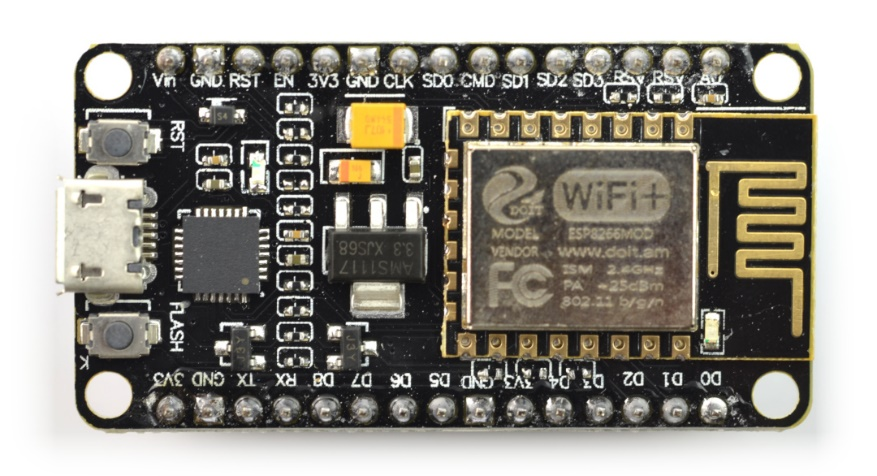 Vin GND RST EN 3V3 GND CLK SD0 CMD SD1 SD2 SD3 RSV RSV A0
RST
FLASH
AMS1117
3.3 XJS68
DOIT
WiFi+
MODEL ESP8266MOD
VENDOR www.doit.am
FC
ISM 2.4GHz
PA +25dBm
802.11 b/g/n
K
3V3 GND TX RX D8 D7 D6 D5 GND 3V3 D4 D3 D2 D1 D0